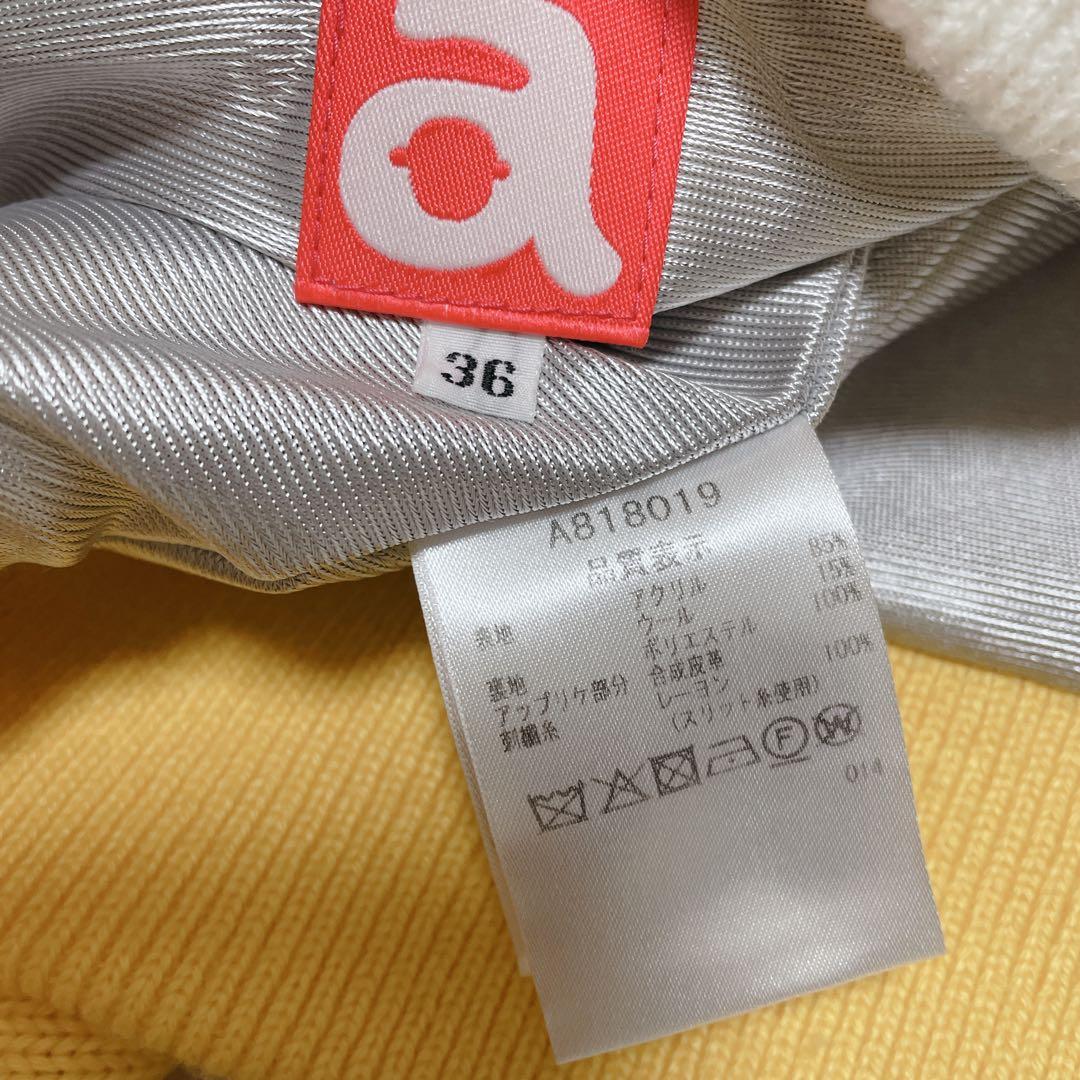 a
36
A818019
品質表示
表地 アクリル 85%
ウール 15%
裏地 ポリエステル 100%
アップリケ部分 合成皮革
刺繍糸 レーヨン 100%
(スリット糸使用)
F W
014